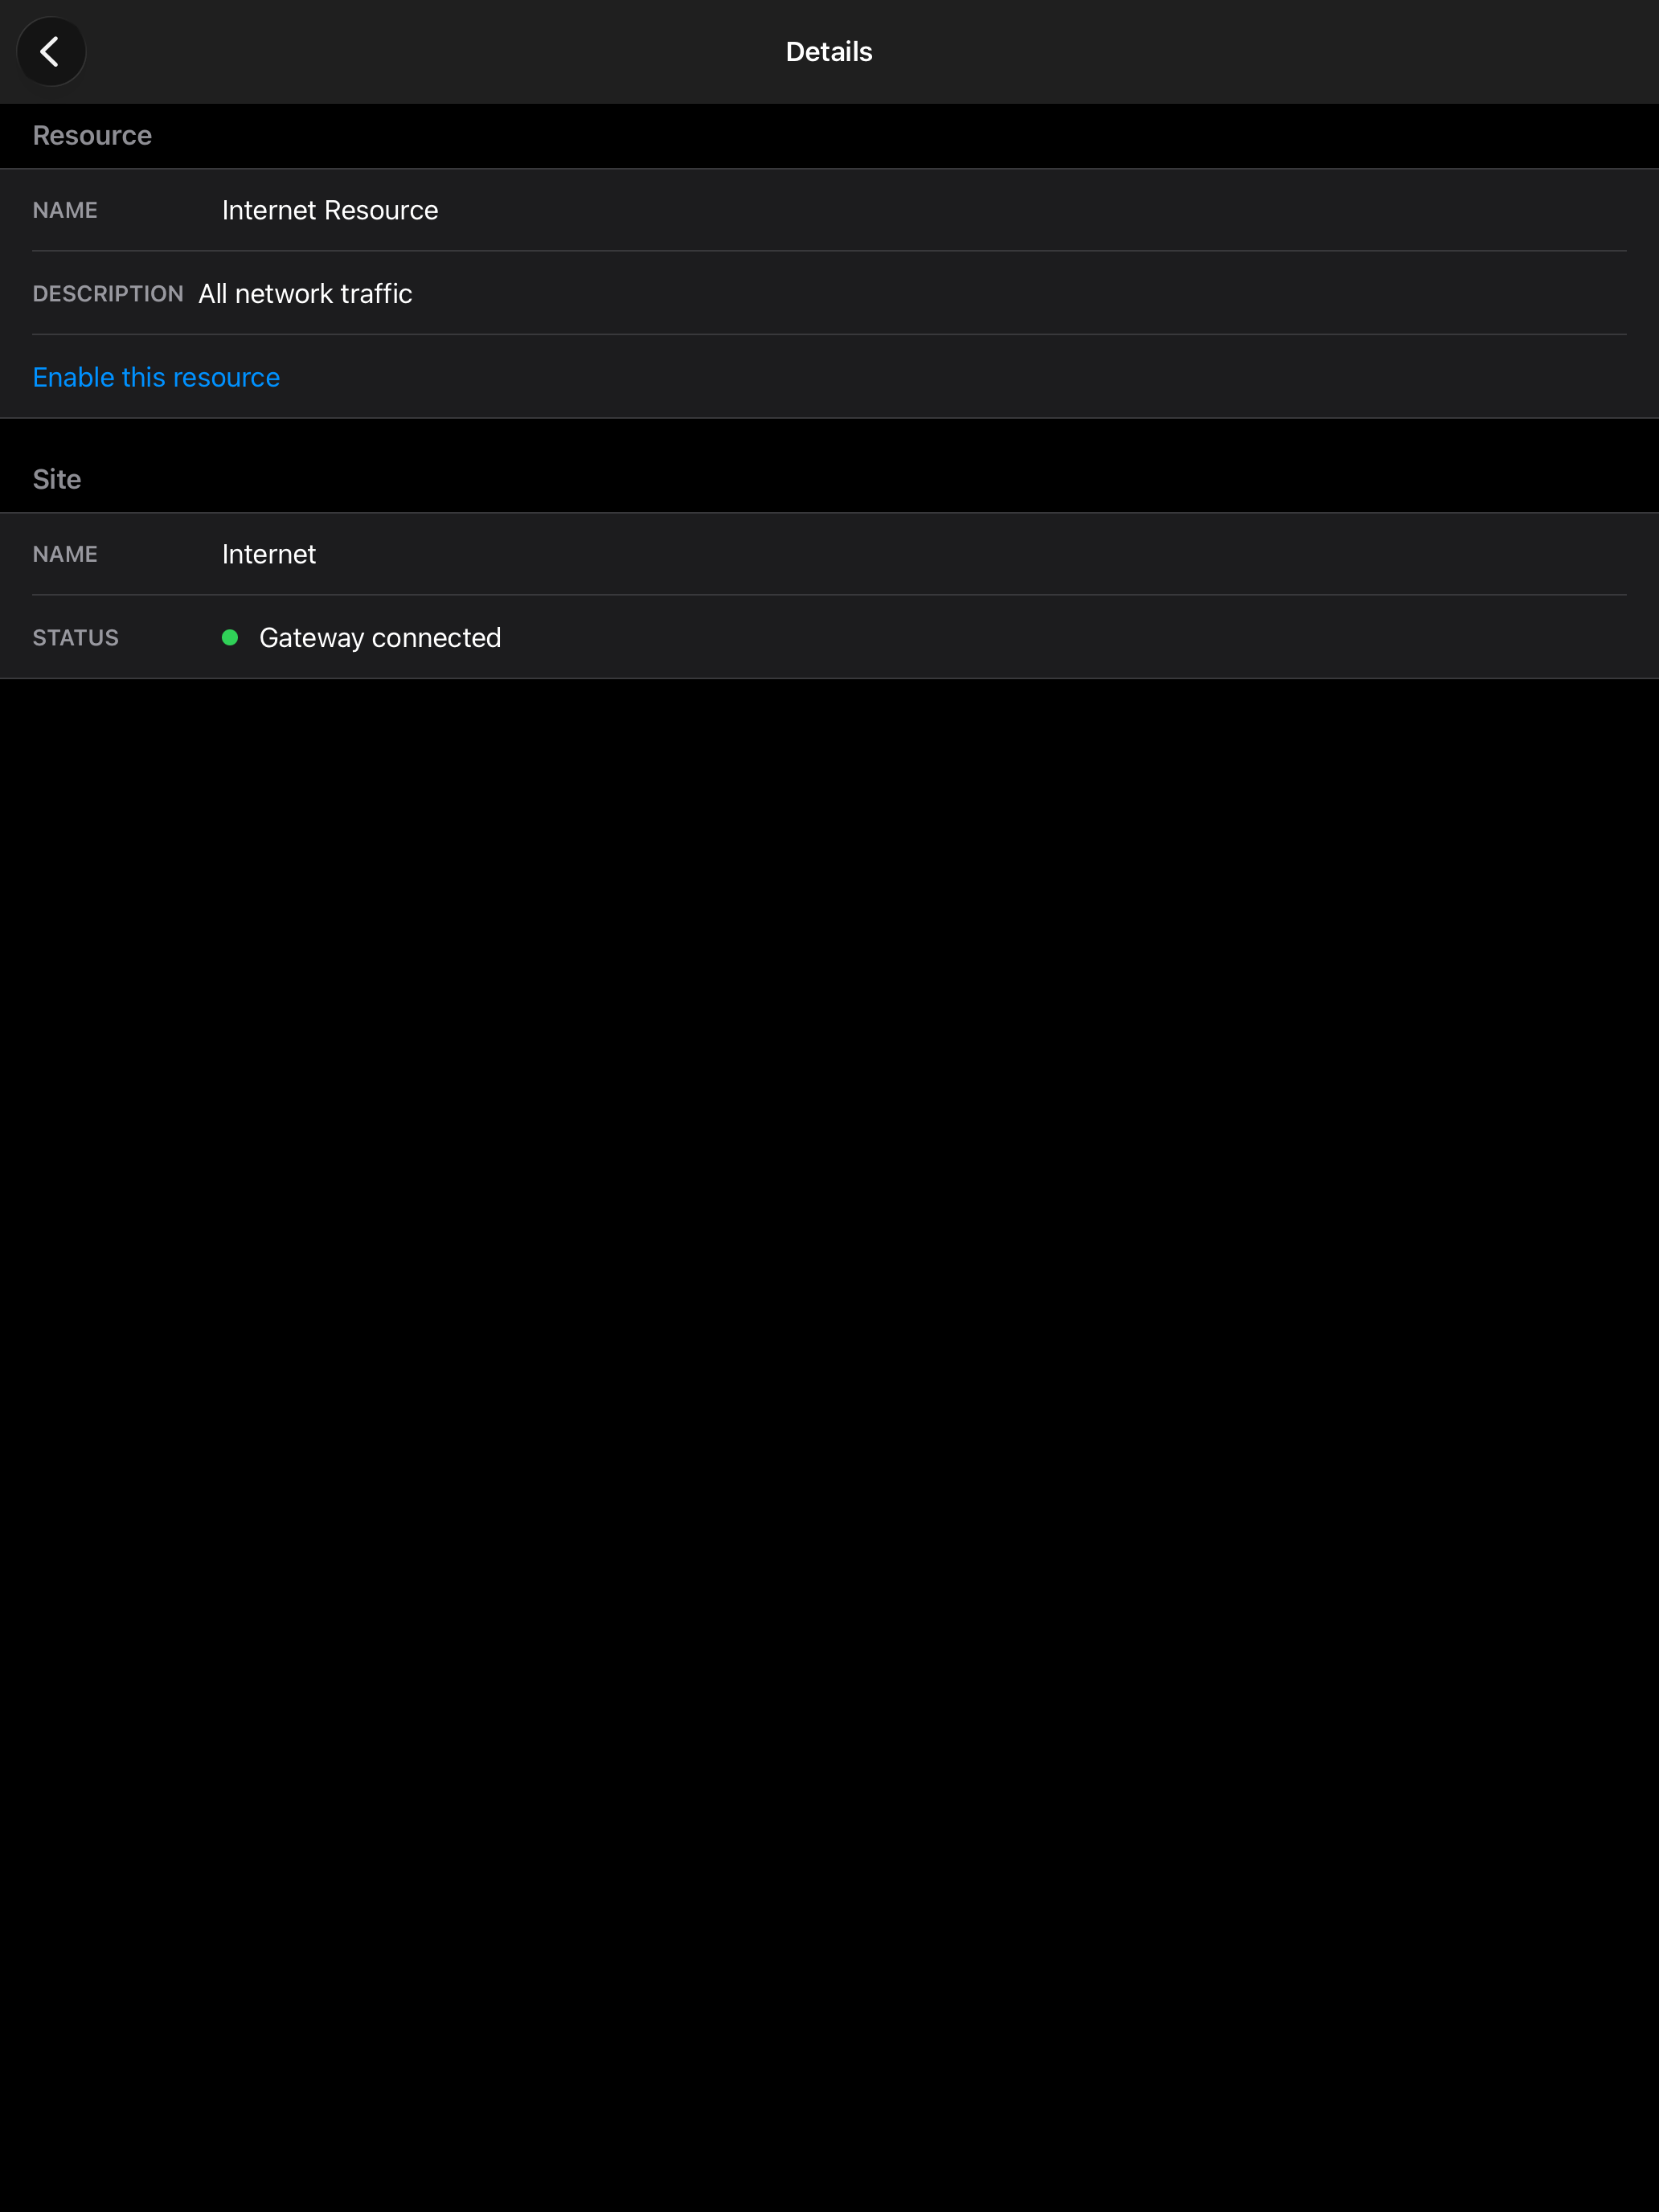 Details
Resource
NAME Internet Resource
DESCRIPTION All network traffic
Enable this resource
Site
NAME Internet
STATUS Gateway connected